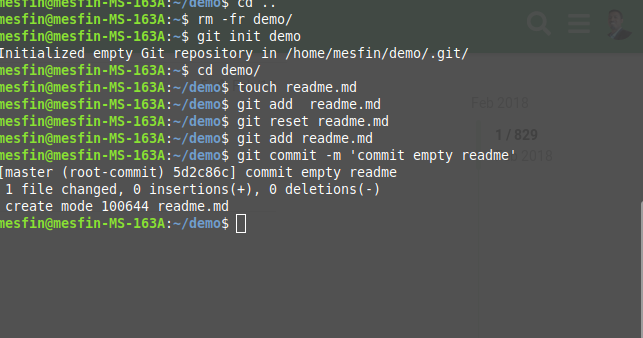 mesfin@mesfin-MS-163A:~/demo$ cd ..
mesfin@mesfin-MS-163A:~$ rm -fr demo/
mesfin@mesfin-MS-163A:~$ git init demo
Initialized empty Git repository in /home/mesfin/demo/.git/
mesfin@mesfin-MS-163A:~$ cd demo/
mesfin@mesfin-MS-163A:~/demo$ touch readme.md
mesfin@mesfin-MS-163A:~/demo$ git add  readme.md
Feb 2018
mesfin@mesfin-MS-163A:~/demo$ git reset readme.md
mesfin@mesfin-MS-163A:~/demo$ git add readme.md
1 / 829
mesfin@mesfin-MS-163A:~/demo$ git commit -m 'commit empty readme'
2018
[master (root-commit) 5d2c86c] commit empty readme
 1 file changed, 0 insertions(+), 0 deletions(-)
 create mode 100644 readme.md
mesfin@mesfin-MS-163A:~/demo$